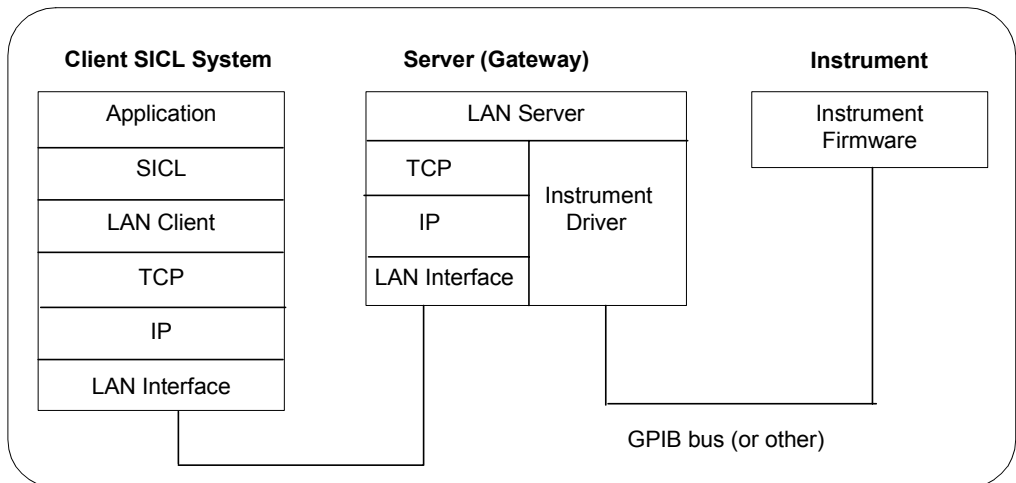 Client SICL System
Application
SICL
LAN Client
TCP
IP
LAN Interface
Server (Gateway)
LAN Server
TCP
IP
LAN Interface
Instrument
Driver
Instrument
Instrument
Firmware
GPIB bus (or other)